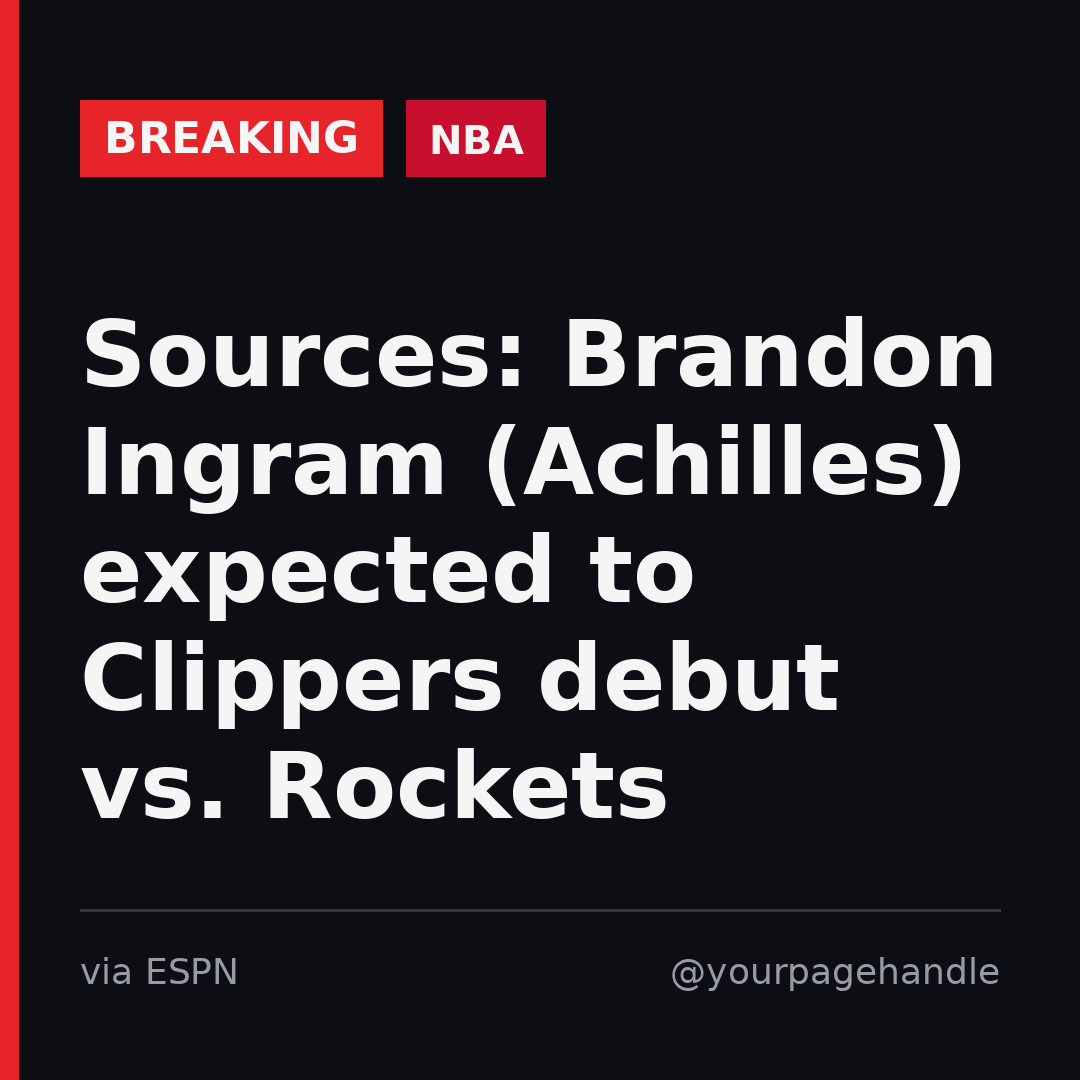 BREAKING NBA
Sources: Brandon
Ingram (Achilles)
expected to
Clippers debut
vs. Rockets
via ESPN @yourpagehandle